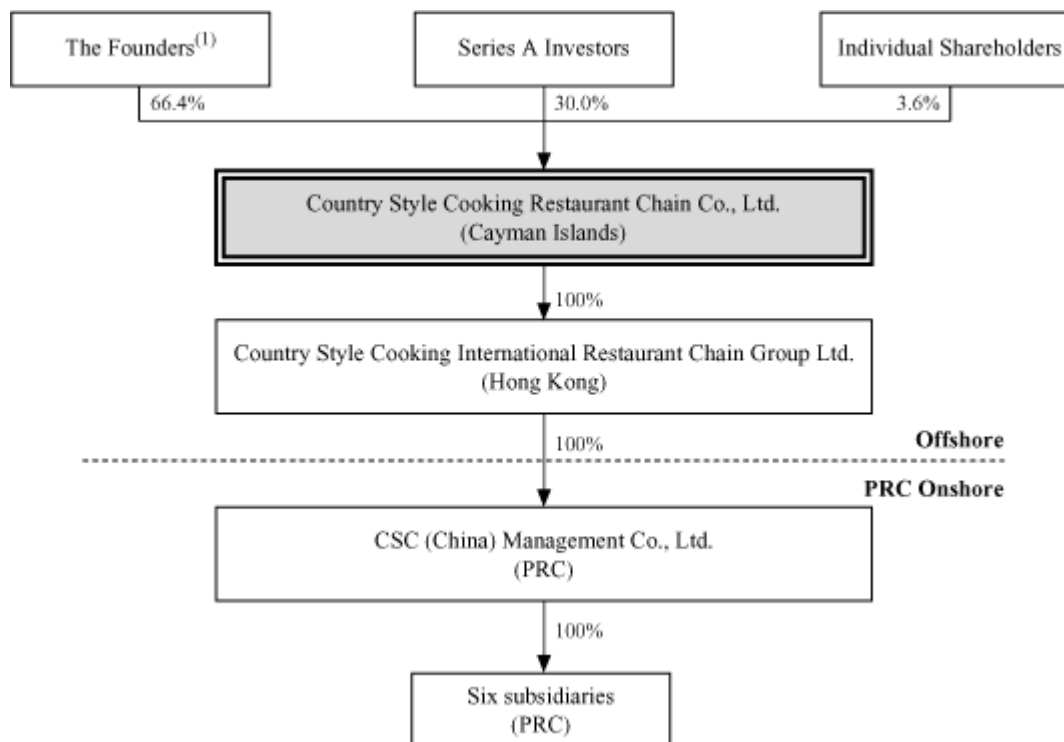 The Founders(1)
Series A Investors
Individual Shareholders
66.4%
30.0%
3.6%
Country Style Cooking Restaurant Chain Co., Ltd.
(Cayman Islands)
100%
Country Style Cooking International Restaurant Chain Group Ltd.
(Hong Kong)
100%
Offshore
PRC Onshore
CSC (China) Management Co., Ltd.
(PRC)
100%
Six subsidiaries
(PRC)